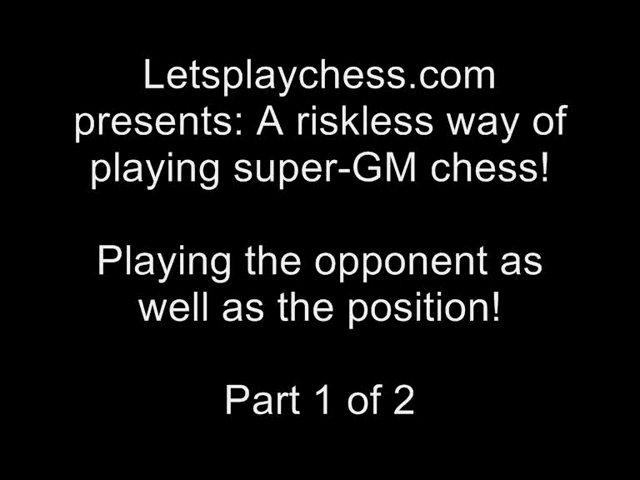 Letsplaychess.com
presents: A riskless way of
playing super-GM chess!
Playing the opponent as
well as the position!
Part 1 of 2